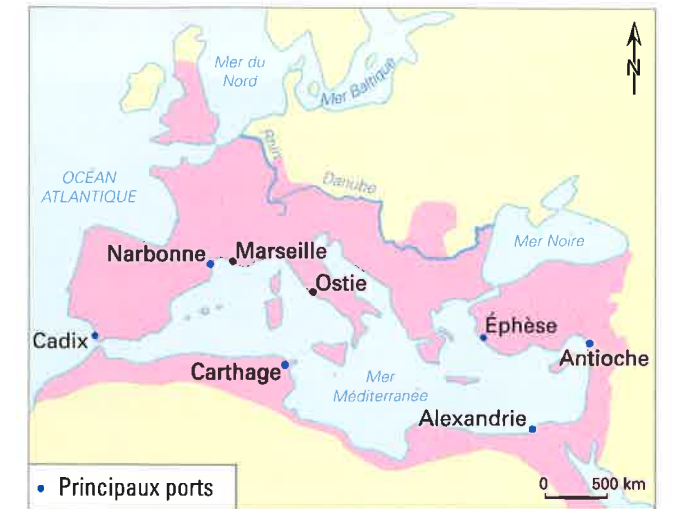 Mer du
Nord
N
Mer Baltique
Rhin
OCÉAN
ATLANTIQUE
Danube
Mer Noire
Narbonne
Marseille
Ostie
Cadix
Éphèse
Antioche
Carthage
Mer
Méditerranée
Alexandrie
Principaux ports
0 500 km